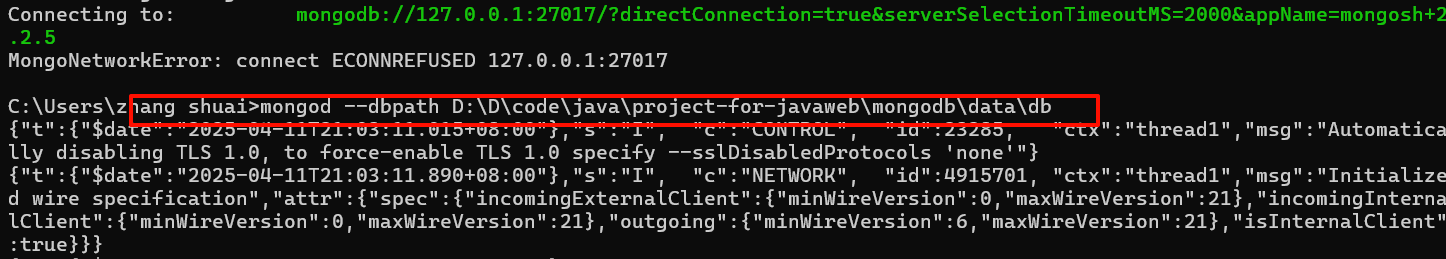 Connecting to:          mongodb://127.0.0.1:27017/?directConnection=true&serverSelectionTimeoutMS=2000&appName=mongosh+2
.2.5
MongoNetworkError: connect ECONNREFUSED 127.0.0.1:27017
C:\Users\zhang shuai>mongod --dbpath D:\D\code\java\project-for-javaweb\mongodb\data\db
{"t":{"$date":"2025-04-11T21:03:11.015+08:00"},"s":"I",  "c":"CONTROL",  "id":23285,   "ctx":"thread1","msg":"Automatica
lly disabling TLS 1.0, to force-enable TLS 1.0 specify --sslDisabledProtocols 'none'"}
{"t":{"$date":"2025-04-11T21:03:11.890+08:00"},"s":"I",  "c":"NETWORK",  "id":4915701, "ctx":"thread1","msg":"Initialize
d wire specification","attr":{"spec":{"incomingExternalClient":{"minWireVersion":0,"maxWireVersion":21},"incomingInterna
lClient":{"minWireVersion":0,"maxWireVersion":21},"outgoing":{"minWireVersion":6,"maxWireVersion":21},"isInternalClient"
:true}}}